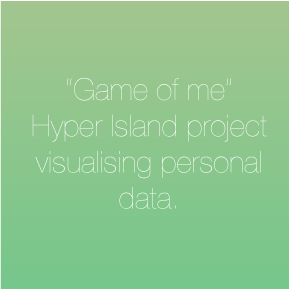 "Game of me"
Hyper Island project
visualising personal
data.